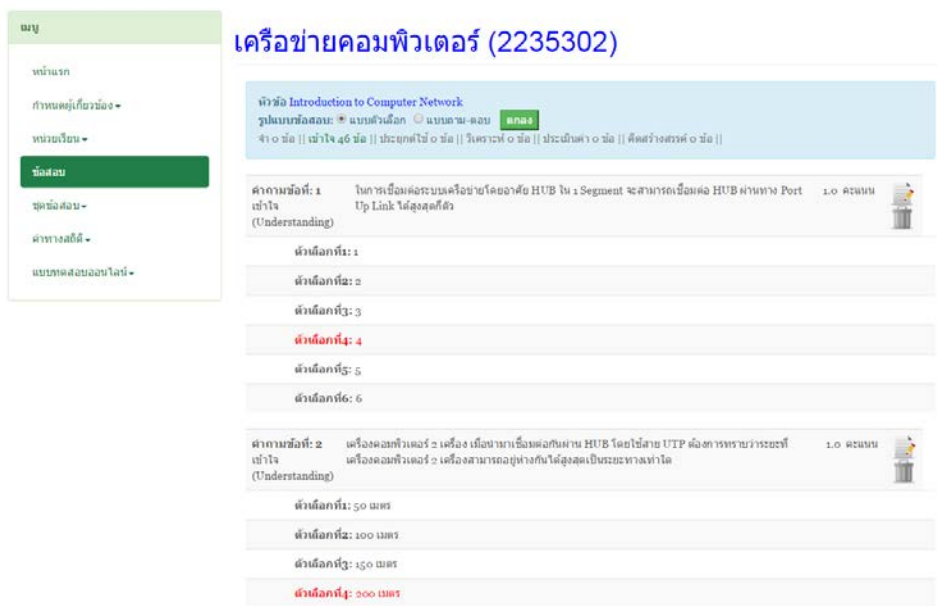 เมนู
หน้าแรก
กำหนดผู้เกี่ยวข้อง
หน่วยเรียน
ข้อสอบ
ชุดข้อสอบ
ค่าทางสถิติ
แบบทดสอบออนไลน์
เครือข่ายคอมพิวเตอร์ (2235302)
หัวข้อ Introduction to Computer Network
รูปแบบข้อสอบ: แบบตัวเลือก แบบถาม-ตอบ ตกลง
จำ 0 ข้อ || เข้าใจ 46 ข้อ || ประยุกต์ใช้ 0 ข้อ || วิเคราะห์ 0 ข้อ || ประเมินค่า 0 ข้อ || คิดสร้างสรรค์ 0 ข้อ ||
คำถามข้อที่: 1 ในการเชื่อมต่อระบบเครือข่ายโดยอาศัย HUB ใน 1 Segment จะสามารถเชื่อมต่อ HUB ผ่านทาง Port 1.0 คะแนน
เข้าใจ Up Link ได้สูงสุดกี่ตัว
(Understanding)
ตัวเลือกที่1: 1
ตัวเลือกที่2: 2
ตัวเลือกที่3: 3
ตัวเลือกที่4: 4
ตัวเลือกที่5: 5
ตัวเลือกที่6: 6
คำถามข้อที่: 2 เครื่องคอมพิวเตอร์ 2 เครื่อง เมื่อนำมาเชื่อมต่อกันผ่าน HUB โดยใช้สาย UTP ต้องการทราบว่าระยะที่ 1.0 คะแนน
เข้าใจ เครื่องคอมพิวเตอร์ 2 เครื่องสามารถอยู่ห่างกันได้สูงสุดเป็นระยะทางเท่าใด
(Understanding)
ตัวเลือกที่1: 50 เมตร
ตัวเลือกที่2: 100 เมตร
ตัวเลือกที่3: 150 เมตร
ตัวเลือกที่4: 200 เมตร